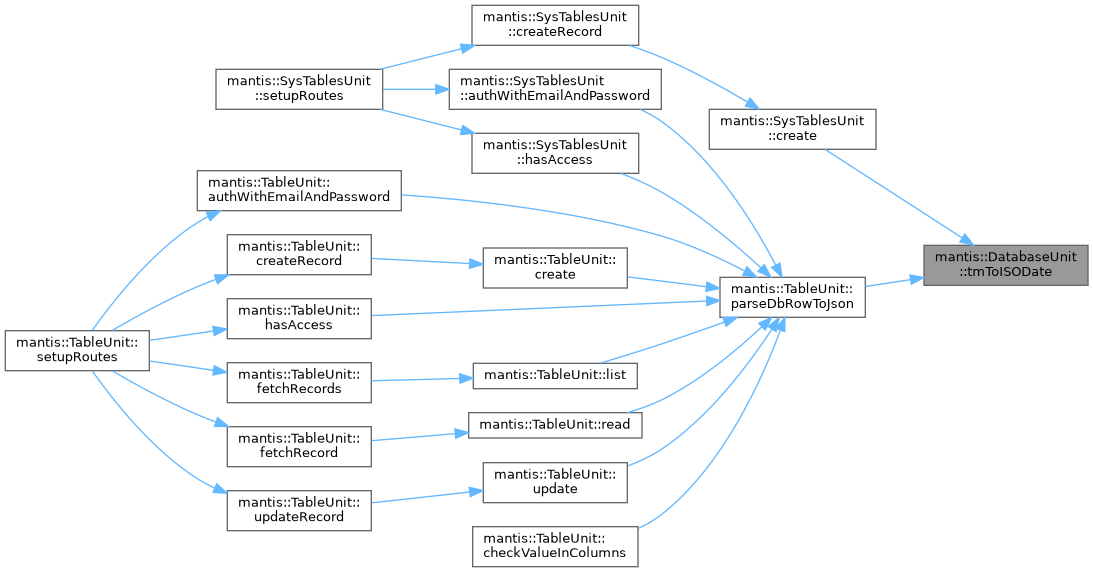 mantis::SysTablesUnit
::createRecord
mantis::SysTablesUnit
::setupRoutes
mantis::SysTablesUnit
::authWithEmailAndPassword
mantis::SysTablesUnit
::create
mantis::SysTablesUnit
::hasAccess
mantis::TableUnit::
authWithEmailAndPassword
mantis::TableUnit::
createRecord
mantis::TableUnit::
create
mantis::DatabaseUnit
::tmToISODate
mantis::TableUnit::
parseDbRowToJson
mantis::TableUnit::
hasAccess
mantis::TableUnit::
setupRoutes
mantis::TableUnit::
fetchRecords
mantis::TableUnit::list
mantis::TableUnit::read
mantis::TableUnit::
fetchRecord
mantis::TableUnit::
update
mantis::TableUnit::
updateRecord
mantis::TableUnit::
checkValueInColumns